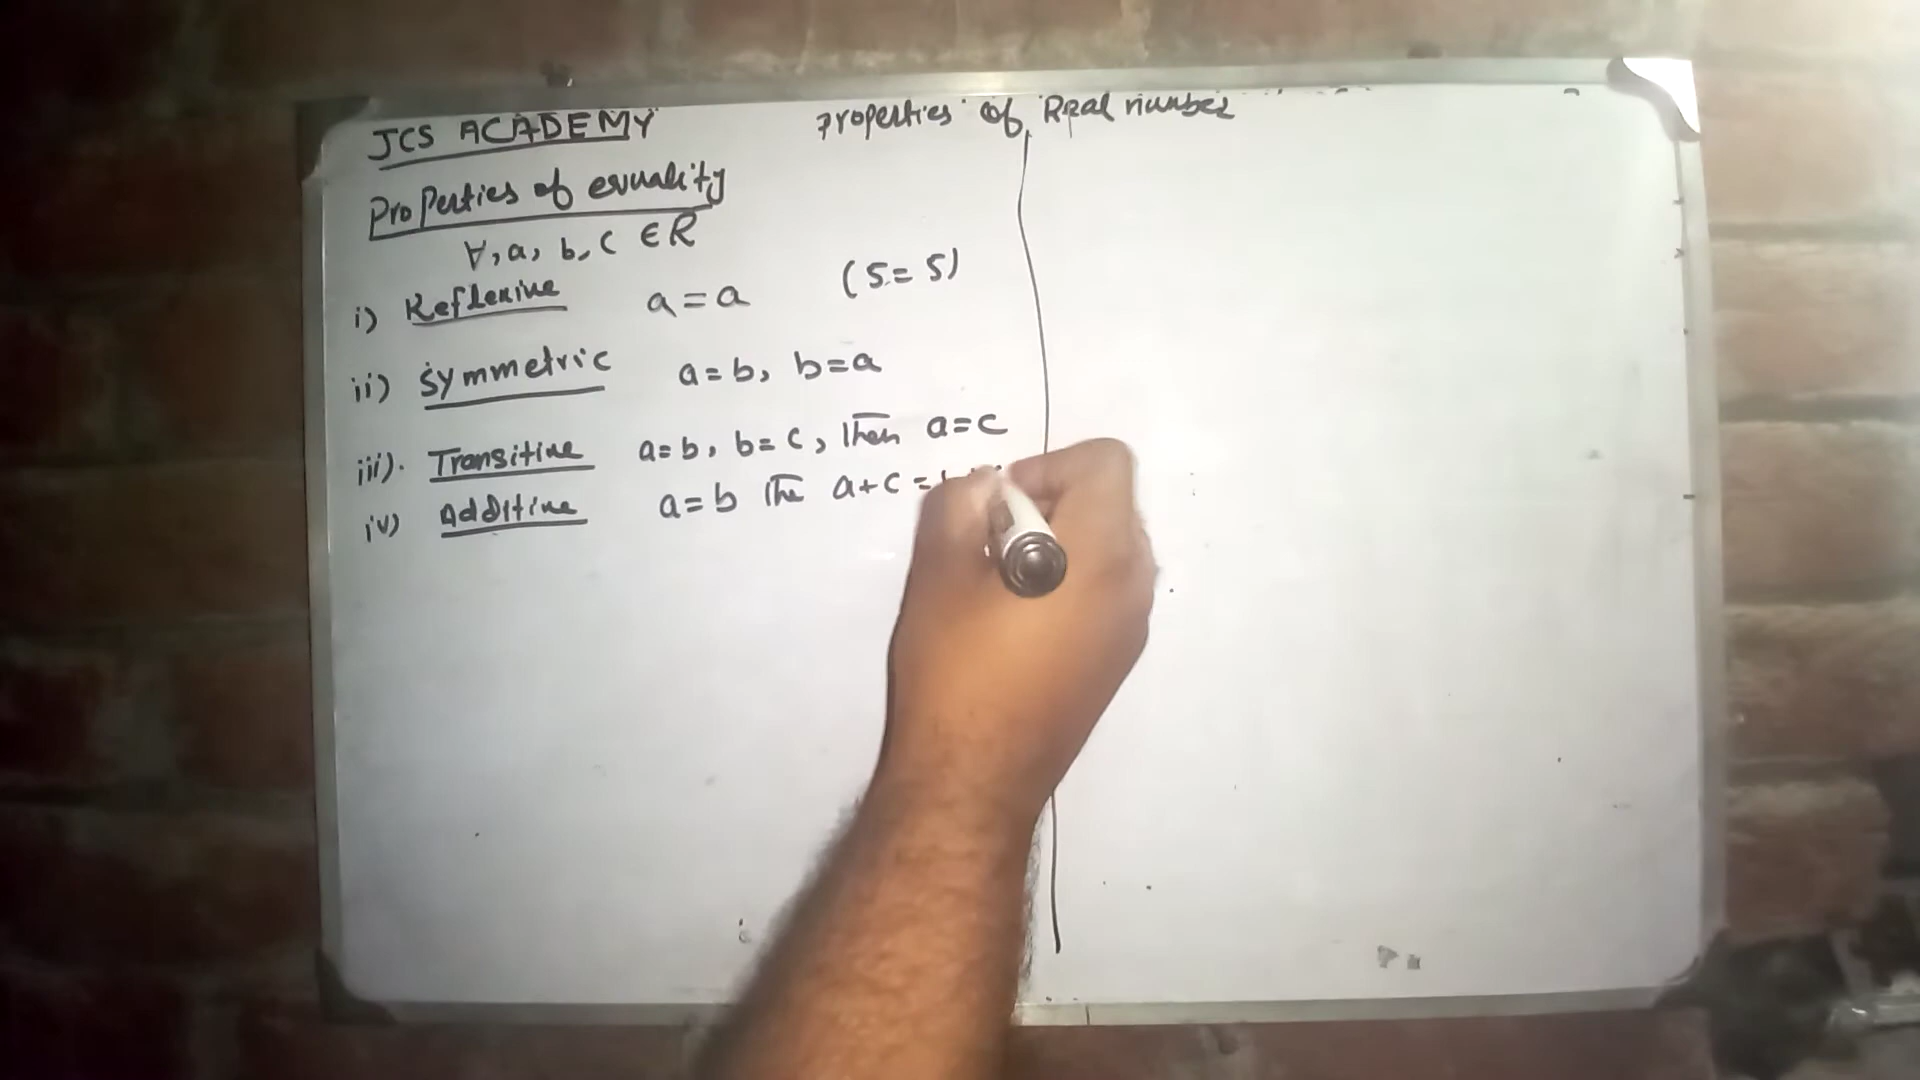 JCS ACADEMY
Properties of Real number
Properties of equality
∀, a, b, c ∈ R
i) Reflexive a = a (5 = 5)
ii) Symmetric a = b, b = a
iii). Transitive a = b, b = c, Then a = c
iv) Additive a = b The a + c =